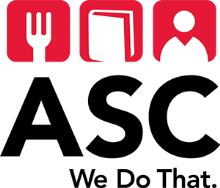 ASC
We Do That.